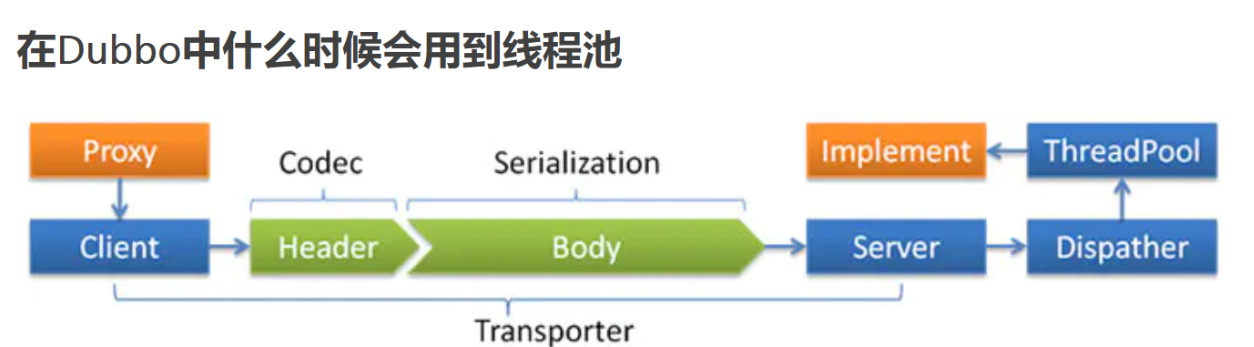 在Dubbo中什么时候会用到线程池
Proxy
Codec
Serialization
Implement
ThreadPool
Client
Header
Body
Server
Dispather
Transporter